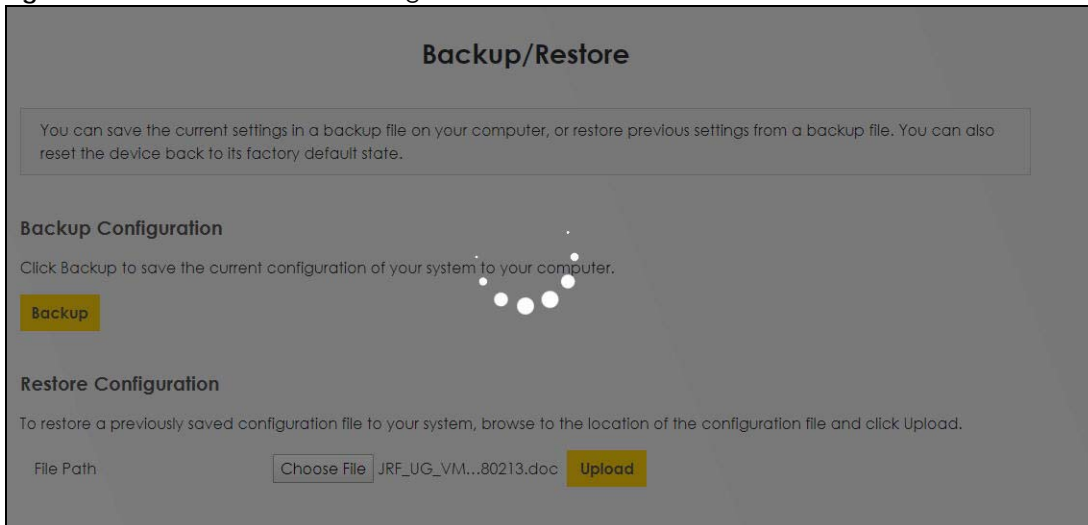 Backup/Restore
You can save the current settings in a backup file on your computer, or restore previous settings from a backup file. You can also
reset the device back to its factory default state.
Backup Configuration
Click Backup to save the current configuration of your system to your computer.
Backup
Restore Configuration
To restore a previously saved configuration file to your system, browse to the location of the configuration file and click Upload.
File Path Choose File JRF_UG_VM...80213.doc Upload